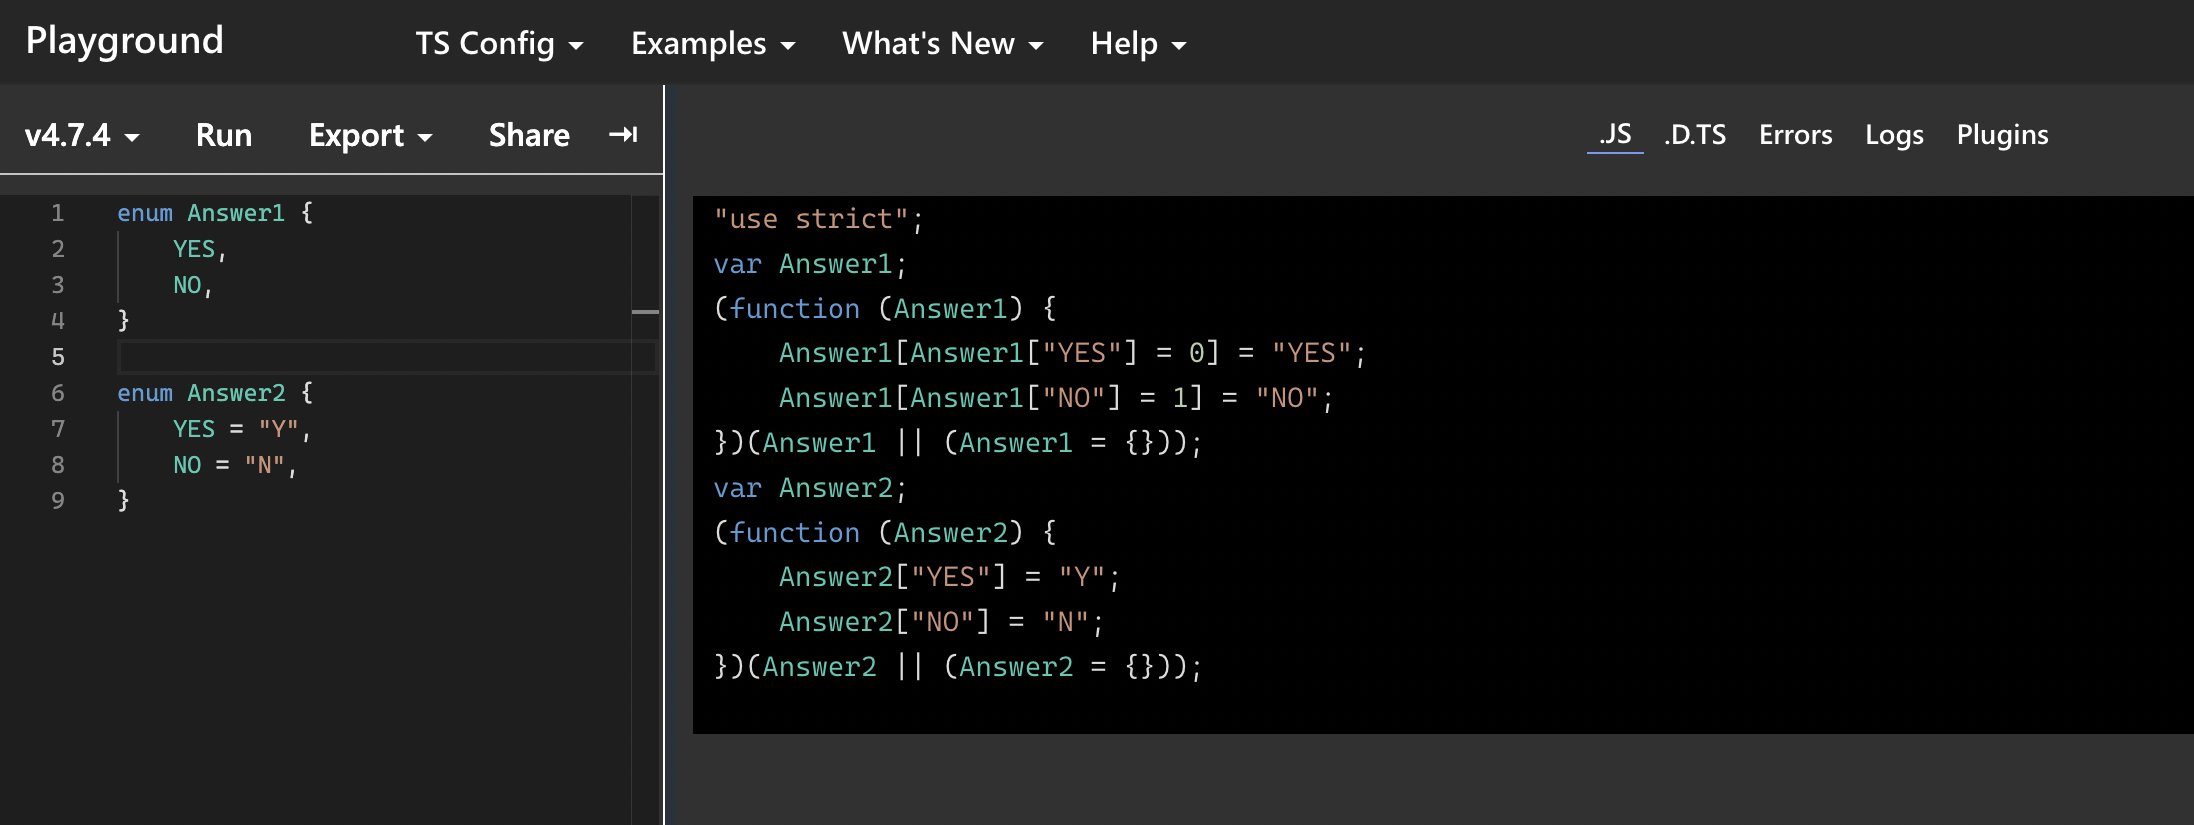 Playground
TS Config Examples What's New Help
v4.7.4 Run Export Share
.JS .D.TS Errors Logs Plugins
1 enum Answer1 {
2     YES,
3     NO,
4 }
5
6 enum Answer2 {
7     YES = "Y",
8     NO = "N",
9 }
"use strict";
var Answer1;
(function (Answer1) {
    Answer1[Answer1["YES"] = 0] = "YES";
    Answer1[Answer1["NO"] = 1] = "NO";
})(Answer1 || (Answer1 = {}));
var Answer2;
(function (Answer2) {
    Answer2["YES"] = "Y";
    Answer2["NO"] = "N";
})(Answer2 || (Answer2 = {}));